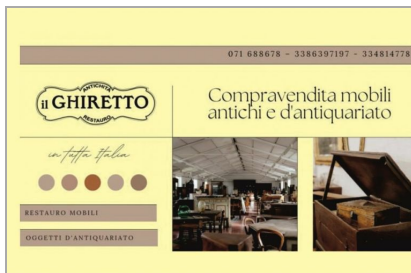 071 688678 – 3386397197 – 334814778
ANTICHITÀ
il GHIRETTO
RESTAURO
Compravendita mobili
antichi e d'antiquariato
in tutta Italia
RESTAURO MOBILI
OGGETTI D'ANTIQUARIATO